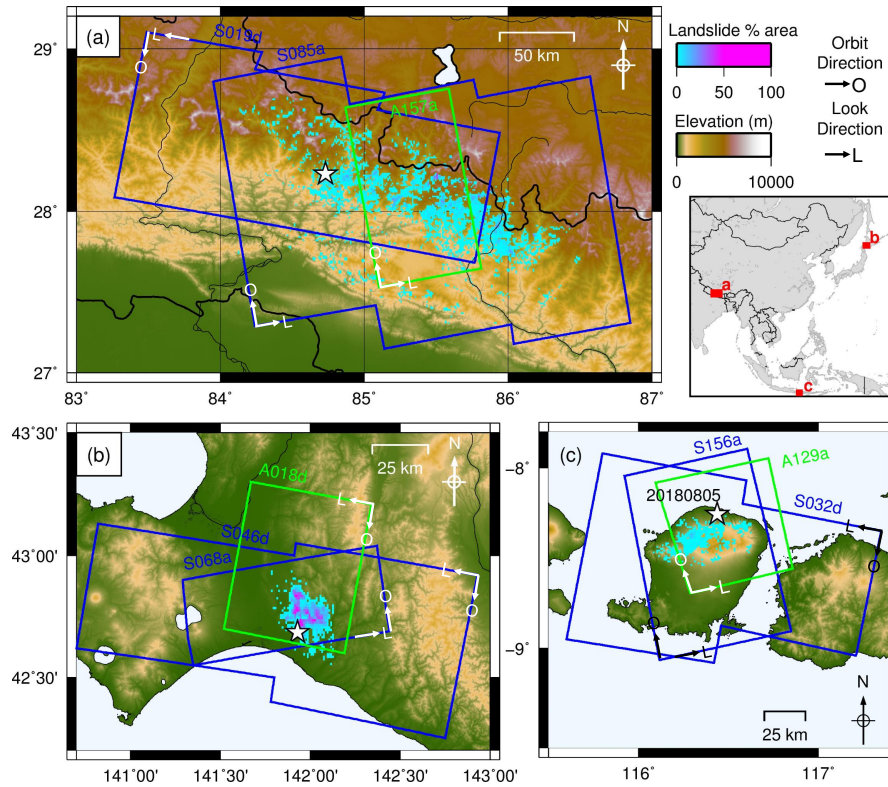 (a)
S019d
S085a
A157a
50 km
N
O
L
O
L
O
L
29°
28°
27°
83°
84°
85°
86°
87°
Landslide % area
0
50
100
Elevation (m)
0
10000
Orbit
Direction
O
Look
Direction
L
a
b
c
(b)
A018d
S046d
S068a
25 km
N
L
O
L
O
O
L
43°30'
43°00'
42°30'
141°00'
141°30'
142°00'
142°30'
143°00'
(c)
S156a
A129a
S032d
20180805
L
O
O
L
O
L
N
25 km
-8°
-9°
116°
117°